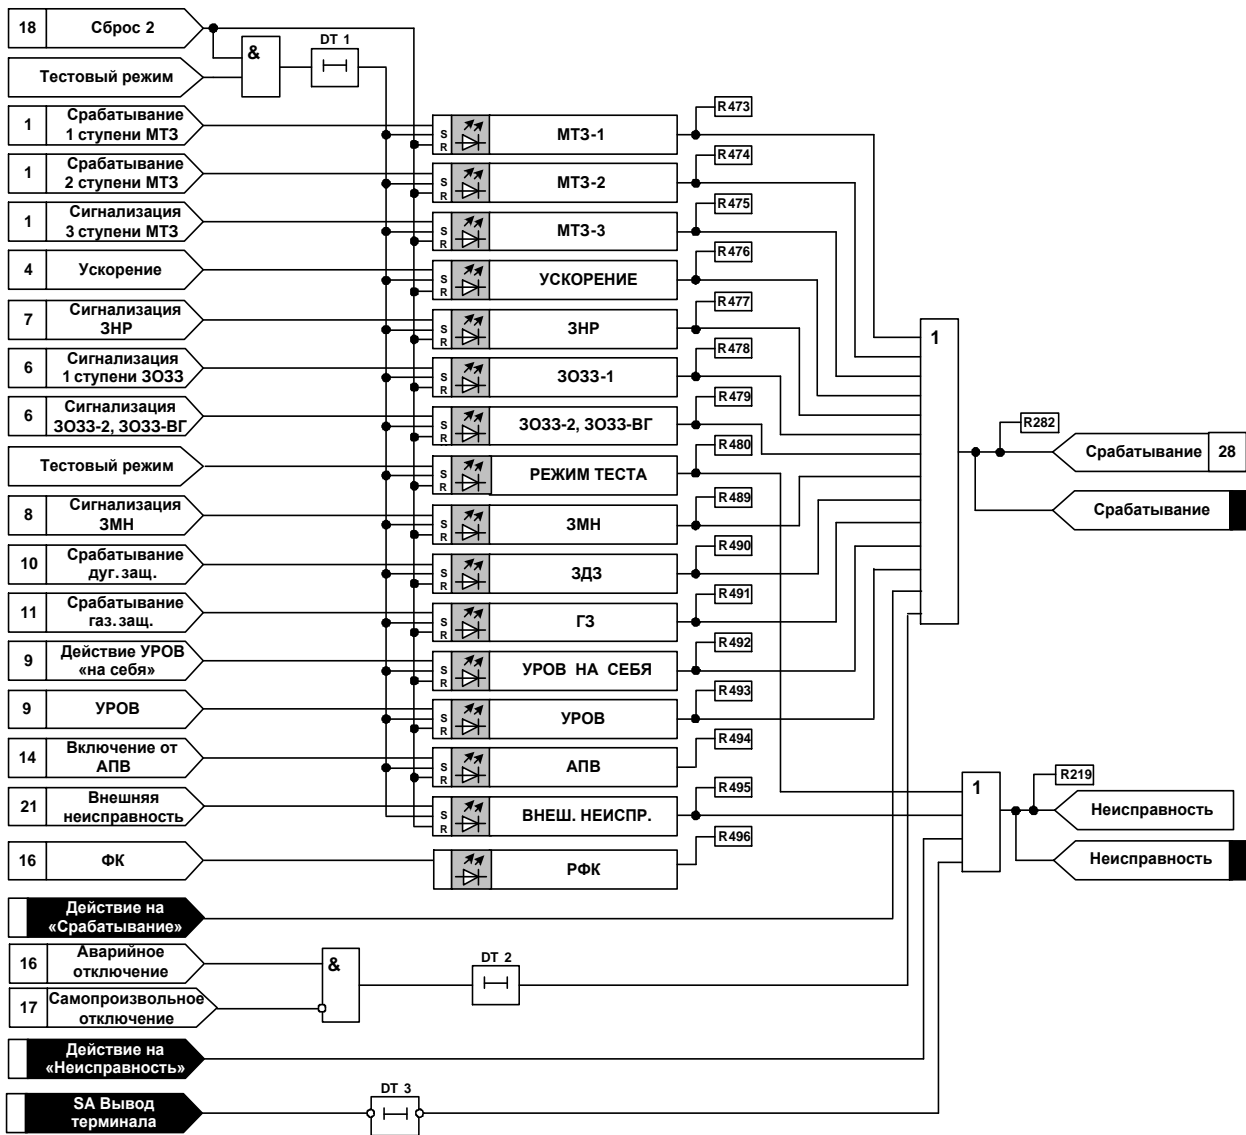 18 Сброс 2
DT 1
&
Тестовый режим
R473
1 Срабатывание
1 ступени МТЗ
S
R
МТЗ-1
R474
1 Срабатывание
2 ступени МТЗ
S
R
МТЗ-2
R475
1 Сигнализация
3 ступени МТЗ
S
R
МТЗ-3
R476
4 Ускорение
S
R
УСКОРЕНИЕ
R477
7 Сигнализация
ЗНР
S
R
ЗНР
1
R478
6 Сигнализация
1 ступени ЗОЗЗ
S
R
ЗОЗЗ-1
R479
6 Сигнализация
ЗОЗЗ-2, ЗОЗЗ-ВГ
S
R
ЗОЗЗ-2, ЗОЗЗ-ВГ
R282
Срабатывание 28
R480
Тестовый режим
S
R
РЕЖИМ ТЕСТА
R489
Срабатывание
8 Сигнализация
ЗМН
S
R
ЗМН
R490
10 Срабатывание
дуг.защ.
S
R
ЗДЗ
R491
11 Срабатывание
газ.защ.
S
R
ГЗ
R492
9 Действие УРОВ
«на себя»
S
R
УРОВ НА СЕБЯ
R493
9 УРОВ
S
R
УРОВ
R494
14 Включение от
АПВ
S
R
АПВ
R219
1
R495
21 Внешняя
неисправность
S
R
ВНЕШ. НЕИСПР.
Неисправность
R496
16 ФК
РФК
Неисправность
Действие на
«Срабатывание»
16 Аварийное
отключение
&
DT 2
17 Самопроизвольное
отключение
Действие на
«Неисправность»
DT 3
SA Вывод
терминала